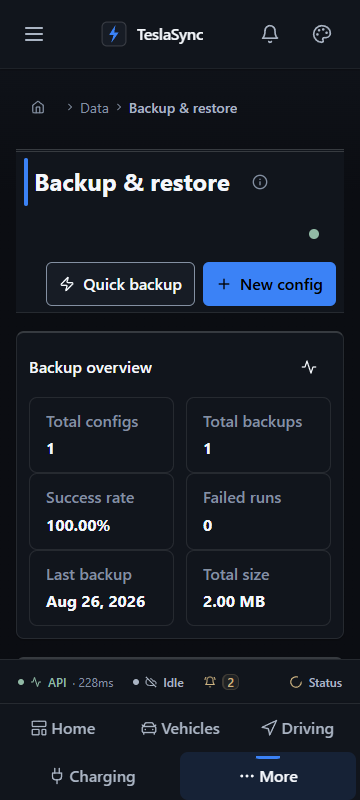 TeslaSync
Data Backup & restore
Backup & restore
Quick backup New config
Backup overview
Total configs Total backups
1 1
Success rate Failed runs
100.00% 0
Last backup Total size
Aug 26, 2026 2.00 MB
API · 228ms Idle 2 Status
Home Vehicles Driving
Charging More